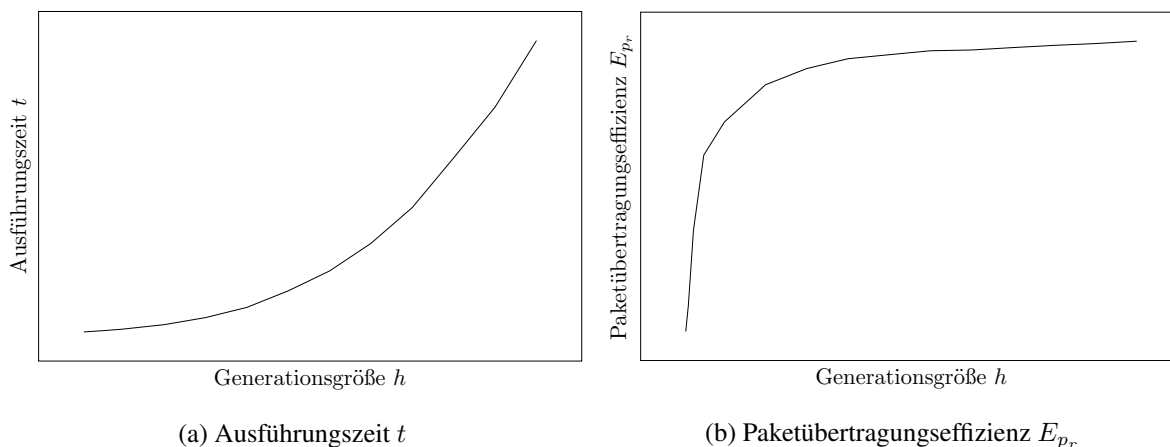 Ausführungszeit t
Generationsgröße h
(a) Ausführungszeit t
Paketübertragungseffizienz E_{p_r}
Generationsgröße h
(b) Paketübertragungseffizienz E_{p_r}